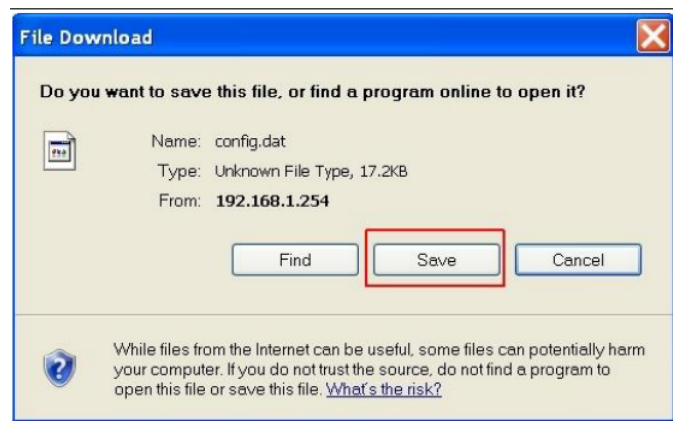 File Download
Do you want to save this file, or find a program online to open it?
Name: config.dat
Type: Unknown File Type, 17.2KB
From: 192.168.1.254
Find Save Cancel
While files from the Internet can be useful, some files can potentially harm
your computer. If you do not trust the source, do not find a program to
open this file or save this file. What's the risk?